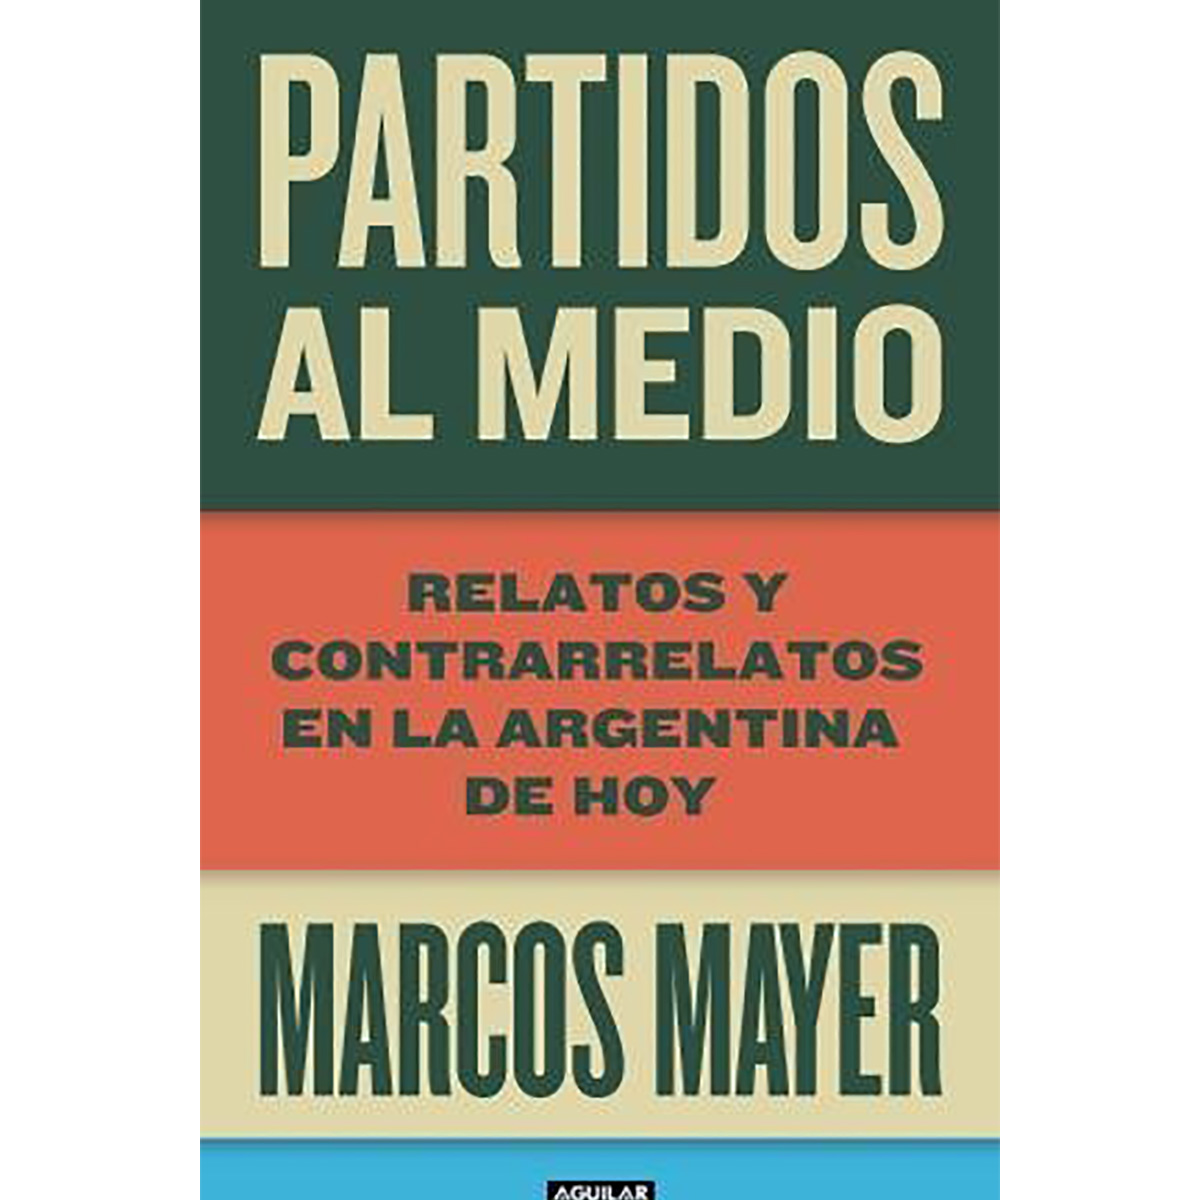 PARTIDOS
AL MEDIO
RELATOS Y
CONTRARRELATOS
EN LA ARGENTINA
DE HOY
MARCOS MAYER
AGUILAR